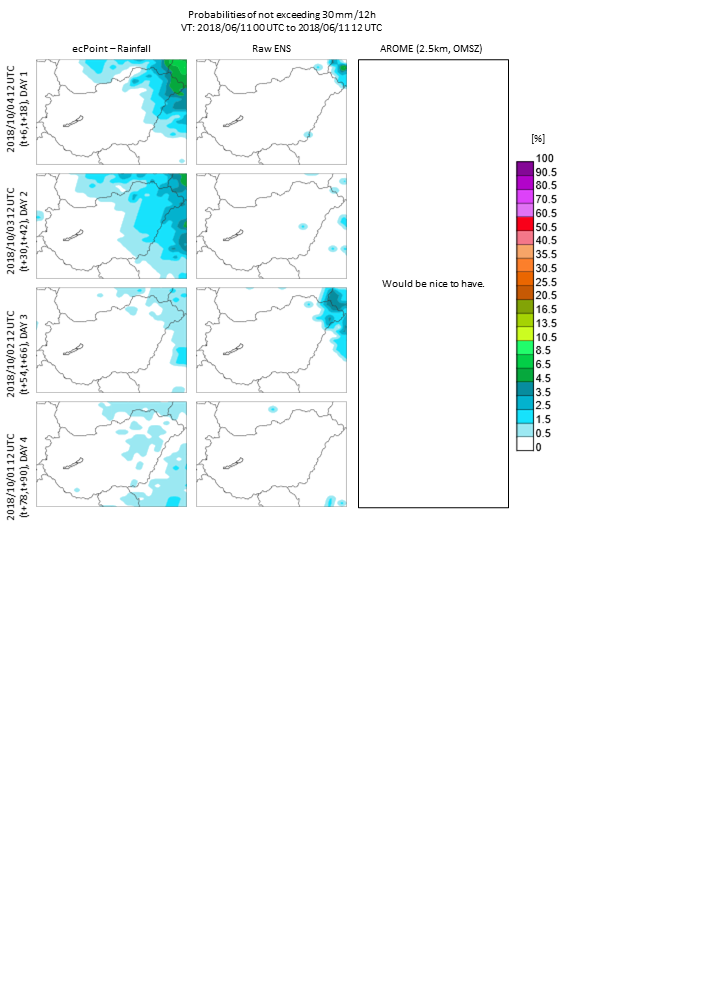 Probabilities of not exceeding 30 mm /12h
VT: 2018/06/11 00 UTC to 2018/06/11 12 UTC
ecPoint – Rainfall
Raw ENS
AROME (2.5km, OMSZ)
2018/10/04 12 UTC
(t+6,t+18), DAY 1
2018/10/03 12 UTC
(t+30,t+42), DAY 2
2018/10/02 12 UTC
(t+54,t+66), DAY 3
2018/10/01 12 UTC
(t+78,t+90), DAY 4
Would be nice to have.
[%]
100
90.5
80.5
70.5
60.5
50.5
40.5
35.5
30.5
25.5
20.5
16.5
13.5
10.5
8.5
6.5
4.5
3.5
2.5
1.5
0.5
0